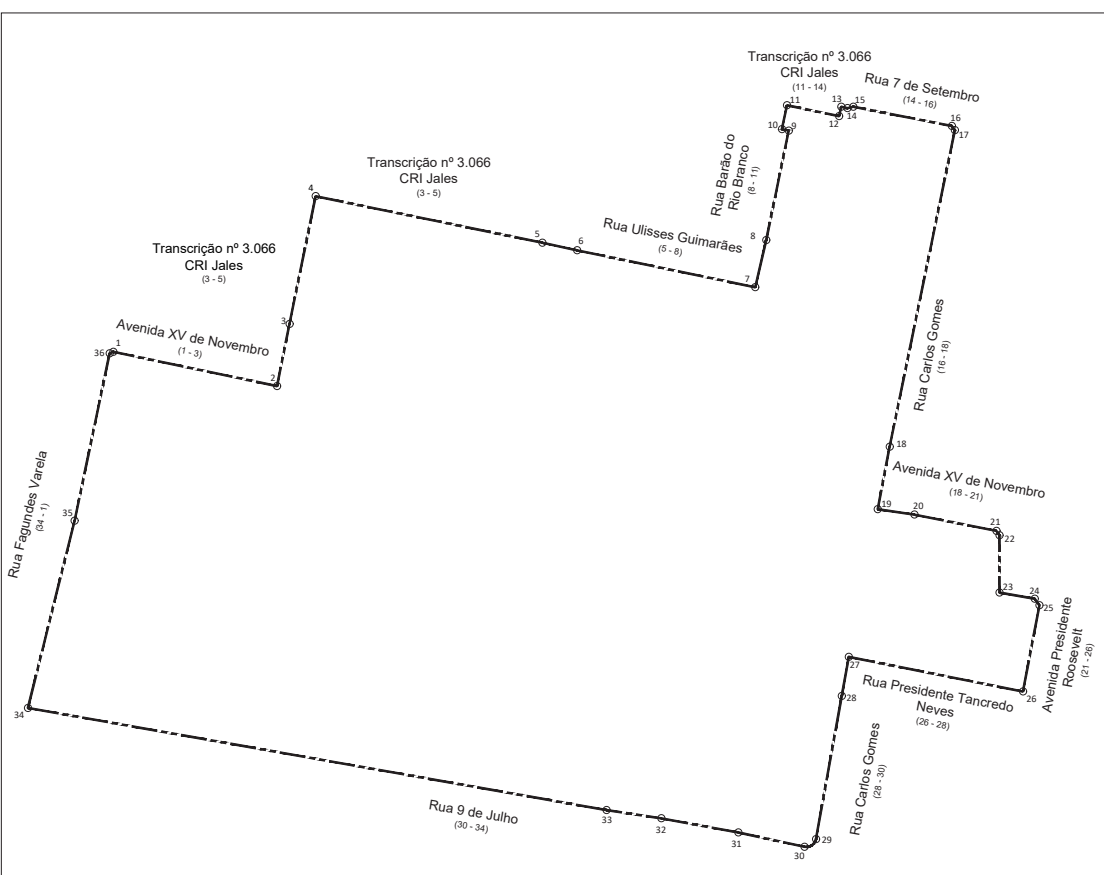 Transcrição nº 3.066
CRI Jales
(11 - 14)
Rua 7 de Setembro
(14 - 16)
11
13
15
14
12
16
17
10
9
Rua Barão do
Rio Branco
(8 - 11)
Transcrição nº 3.066
CRI Jales
(3 - 5)
4
5
6
Rua Ulisses Guimarães
(5 - 8)
8
7
Transcrição nº 3.066
CRI Jales
(3 - 5)
3
Avenida XV de Novembro
(1 - 3)
36
1
2
Rua Carlos Gomes
(16 - 18)
18
Avenida XV de Novembro
(18 - 21)
19
20
21
22
Rua Fagundes Varela
(34 - 1)
35
23
24
25
Avenida Presidente
Roosevelt
(21 - 26)
27
28
26
Rua Presidente Tancredo
Neves
(26 - 28)
34
Rua Carlos Gomes
(28 - 30)
Rua 9 de Julho
(30 - 34)
33
32
31
30
29